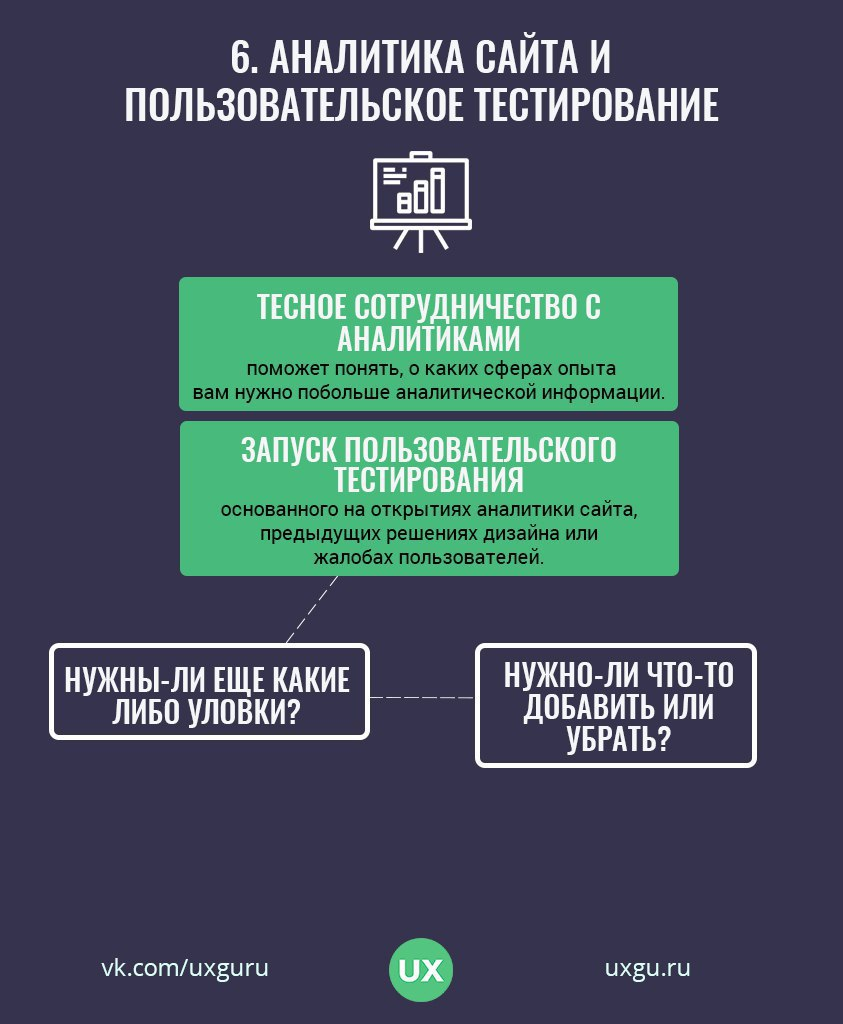 6. АНАЛИТИКА САЙТА И
ПОЛЬЗОВАТЕЛЬСКОЕ ТЕСТИРОВАНИЕ
ТЕСНОЕ СОТРУДНИЧЕСТВО С
АНАЛИТИКАМИ
поможет понять, о каких сферах опыта
вам нужно побольше аналитической информации.
ЗАПУСК ПОЛЬЗОВАТЕЛЬСКОГО
ТЕСТИРОВАНИЯ
основанного на открытиях аналитики сайта,
предыдущих решениях дизайна или
жалобах пользователей.
НУЖНЫ-ЛИ ЕЩЕ КАКИЕ
ЛИБО УЛОВКИ?
НУЖНО-ЛИ ЧТО-ТО
ДОБАВИТЬ ИЛИ
УБРАТЬ?
vk.com/uxguru
UX
uxgu.ru